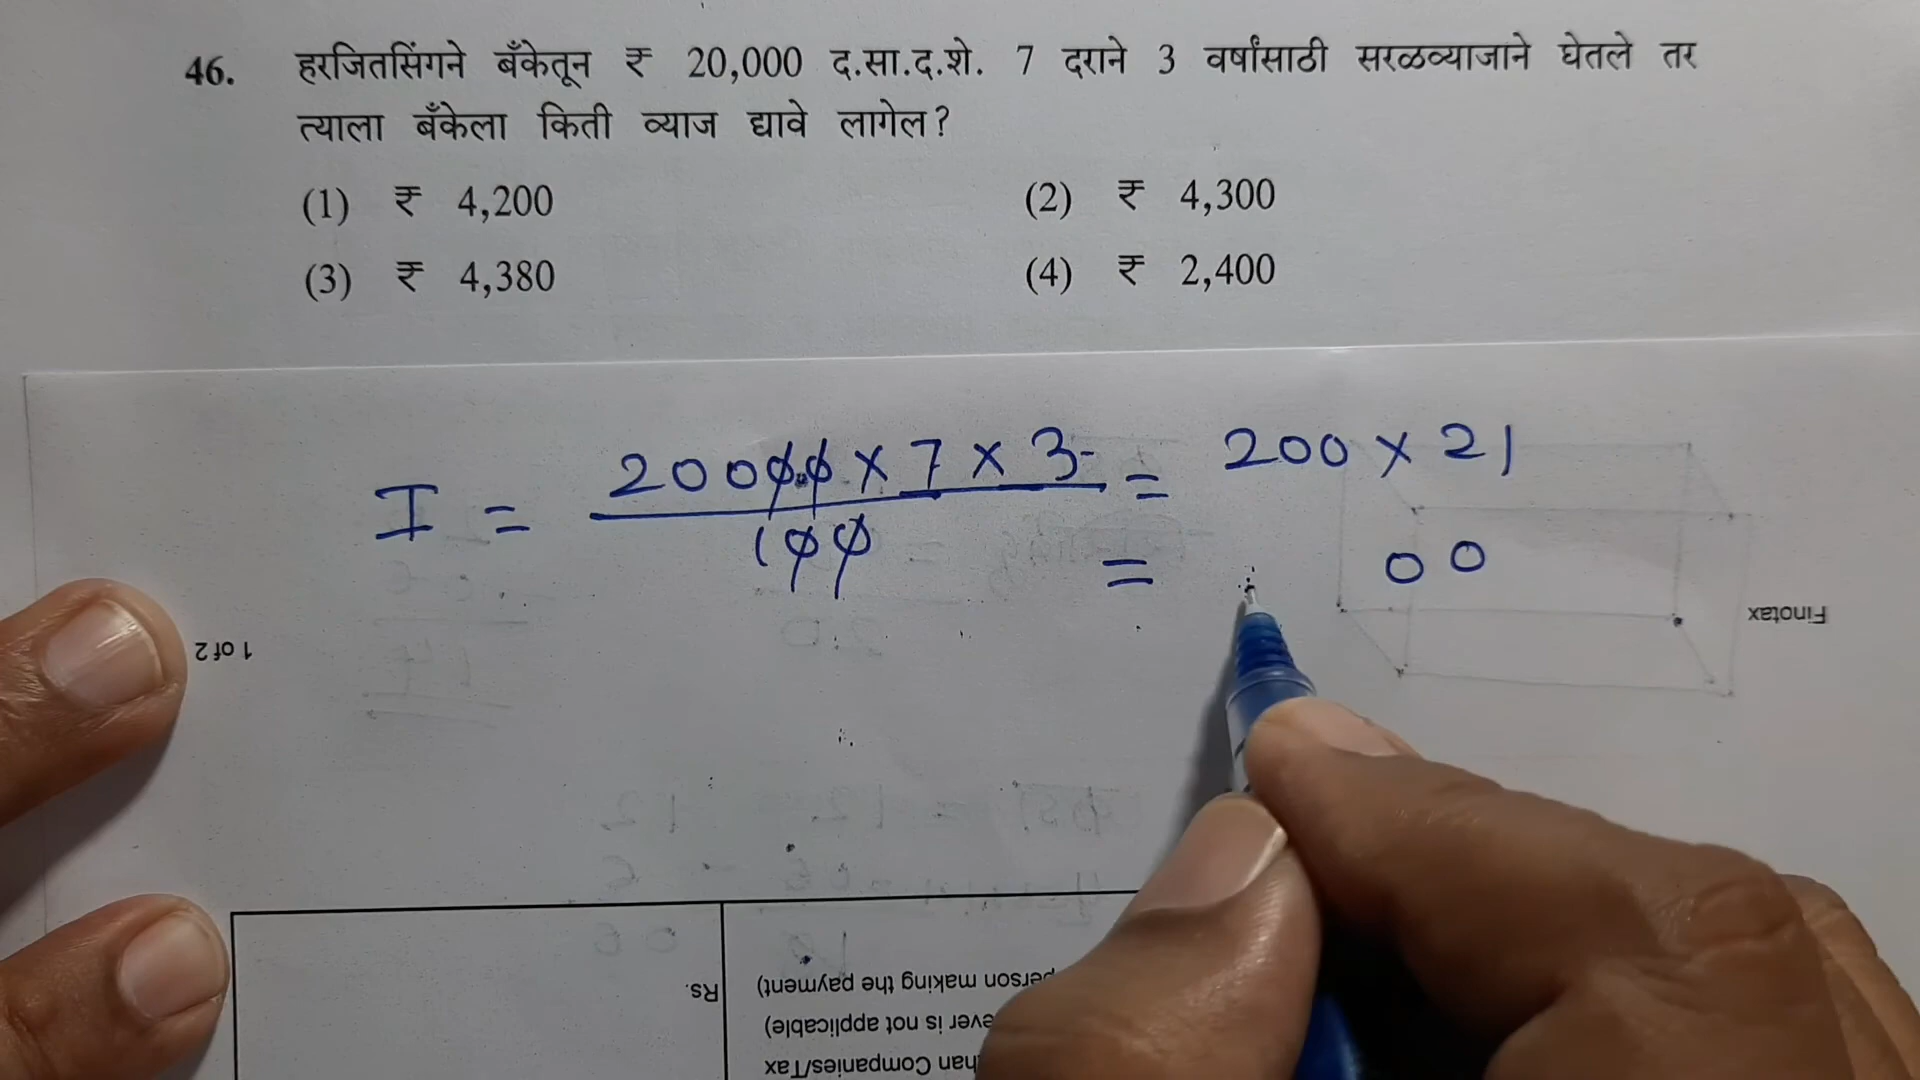 46. हरजितसिंगने बँकेतून ₹ 20,000 द.सा.द.शे. 7 दराने 3 वर्षांसाठी सरळव्याजाने घेतले तर
त्याला बँकेला किती व्याज द्यावे लागेल?
(1) ₹ 4,200 (2) ₹ 4,300
(3) ₹ 4,380 (4) ₹ 2,400
I = 20000 × 7 × 3 = 200 × 21
100
= 00
Finotax
1 of 2
Rs.
person making the payment)
ever is not applicable)
han Companies/Tax